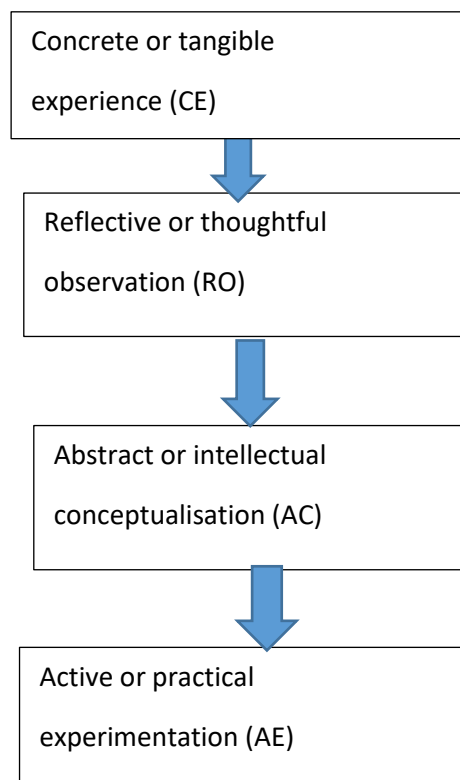 Concrete or tangible
experience (CE)
Reflective or thoughtful
observation (RO)
Abstract or intellectual
conceptualisation (AC)
Active or practical
experimentation (AE)